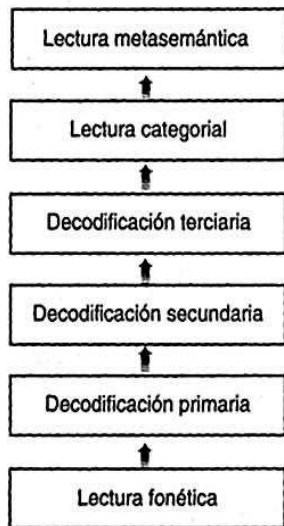 Lectura metasemántica
Lectura categorial
Decodificación terciaria
Decodificación secundaria
Decodificación primaria
Lectura fonética